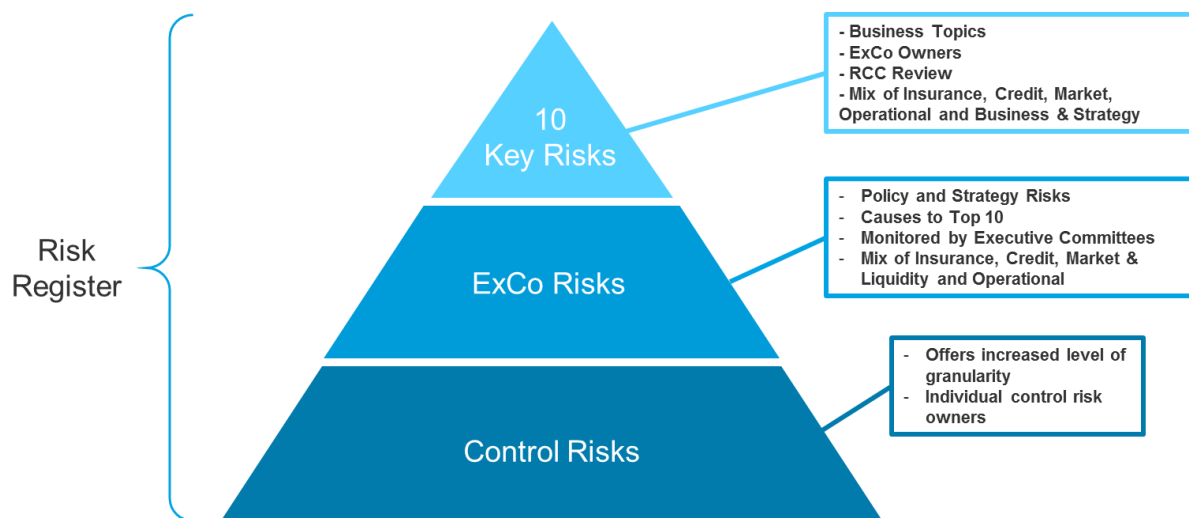 Risk
Register
10
Key Risks
- Business Topics
- ExCo Owners
- RCC Review
- Mix of Insurance, Credit, Market,
Operational and Business & Strategy
ExCo Risks
- Policy and Strategy Risks
- Causes to Top 10
- Monitored by Executive Committees
- Mix of Insurance, Credit, Market &
Liquidity and Operational
Control Risks
- Offers increased level of
granularity
- Individual control risk
owners